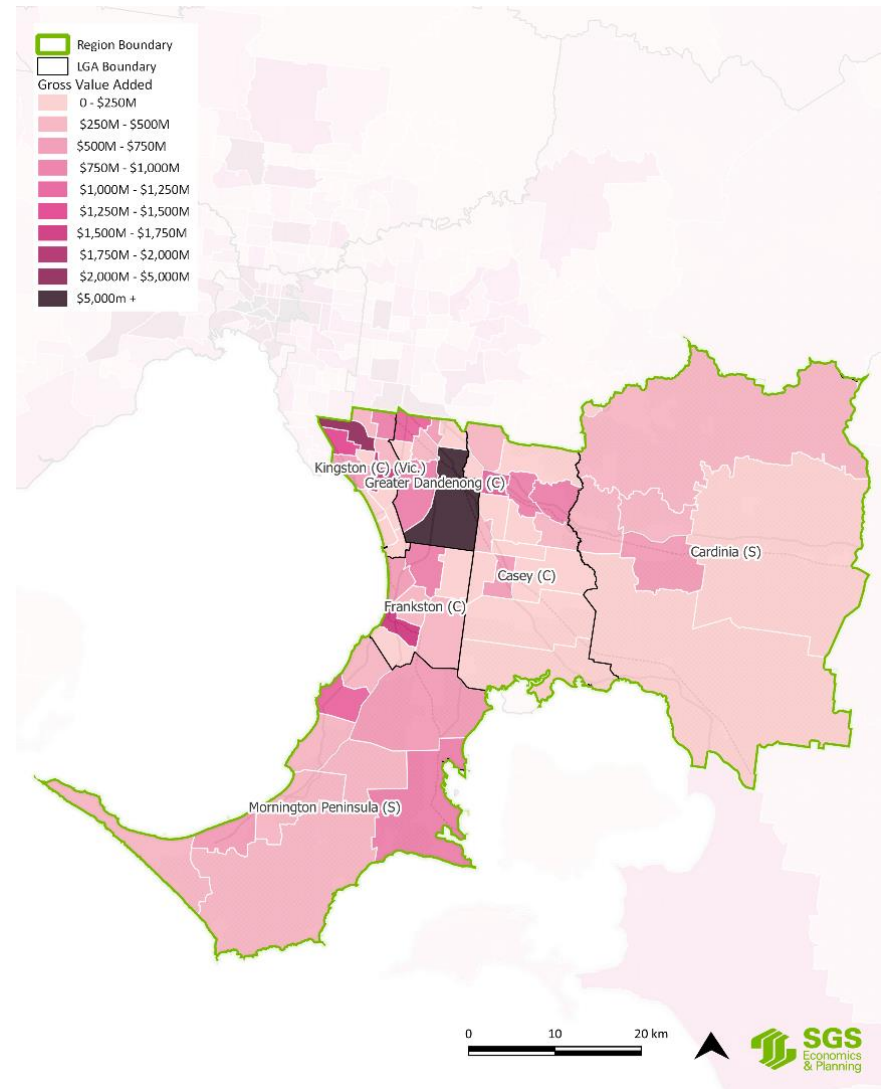 Region Boundary
LGA Boundary
Gross Value Added
0 - $250M
$250M - $500M
$500M - $750M
$750M - $1,000M
$1,000M - $1,250M
$1,250M - $1,500M
$1,500M - $1,750M
$1,750M - $2,000M
$2,000M - $5,000M
$5,000m +
Kingston (C) (Vic.)
Greater Dandenong (C)
Cardinia (S)
Casey (C)
Frankston (C)
Mornington Peninsula (S)
0 10 20 km
SGS
Economics
& Planning